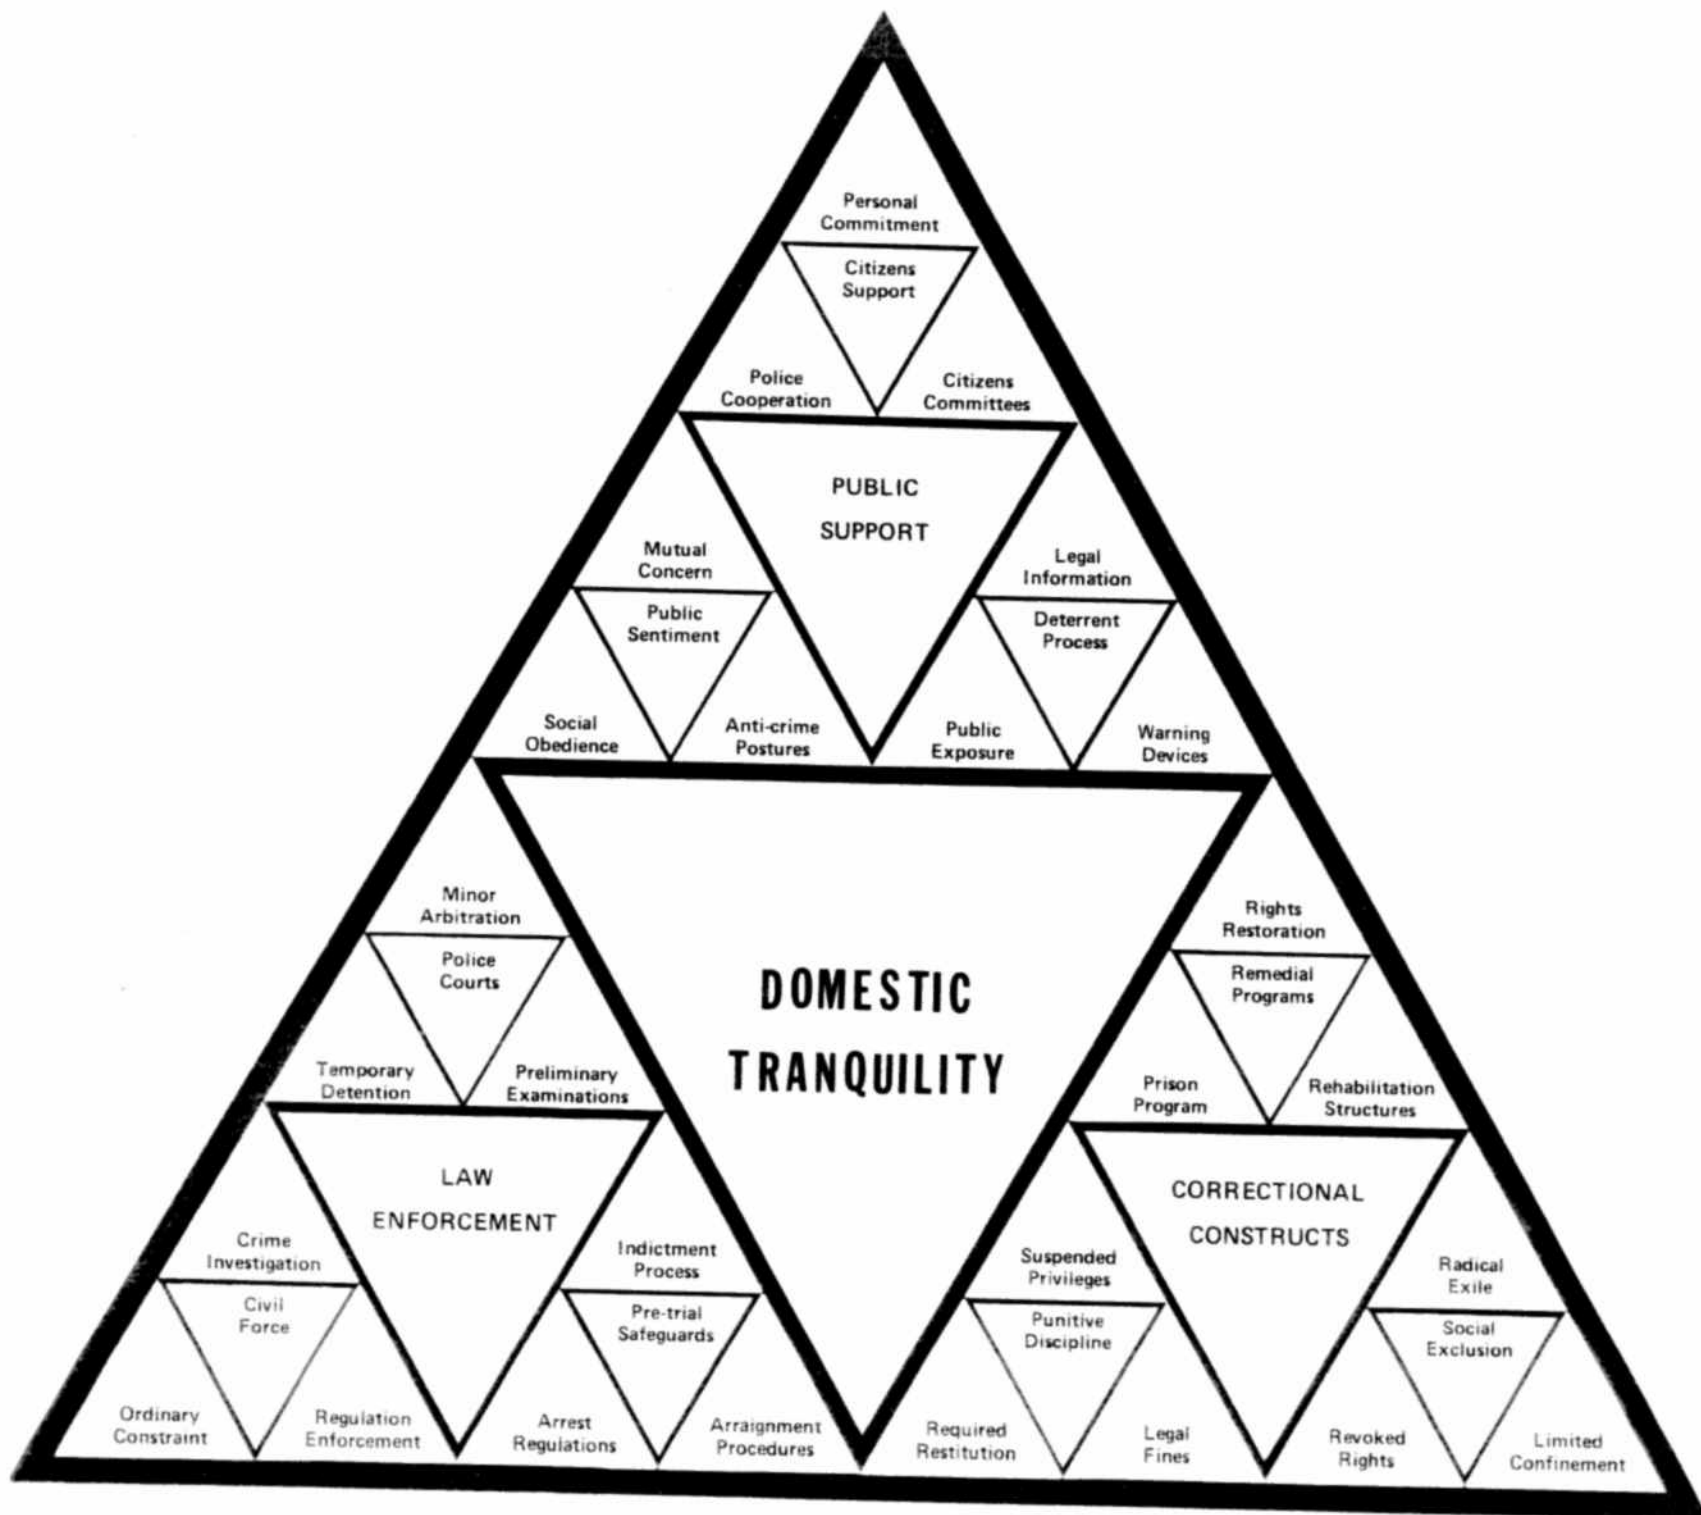 Personal
Commitment
Citizens
Support
Police
Cooperation
Citizens
Committees
PUBLIC
SUPPORT
Mutual
Concern
Public
Sentiment
Social
Obedience
Anti-crime
Postures
Legal
Information
Deterrent
Process
Public
Exposure
Warning
Devices
DOMESTIC
TRANQUILITY
Minor
Arbitration
Police
Courts
Temporary
Detention
Preliminary
Examinations
LAW
ENFORCEMENT
Crime
Investigation
Civil
Force
Ordinary
Constraint
Regulation
Enforcement
Indictment
Process
Pre-trial
Safeguards
Arrest
Regulations
Arraignment
Procedures
Rights
Restoration
Remedial
Programs
Prison
Program
Rehabilitation
Structures
CORRECTIONAL
CONSTRUCTS
Suspended
Privileges
Punitive
Discipline
Required
Restitution
Legal
Fines
Radical
Exile
Social
Exclusion
Revoked
Rights
Limited
Confinement